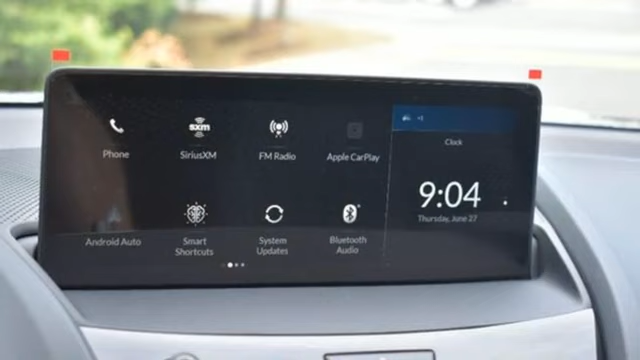 Phone
sxm
SiriusXM
FM Radio
Apple CarPlay
Clock
9:04
Thursday, June 27
Android Auto
Smart
Shortcuts
System
Updates
Bluetooth
Audio